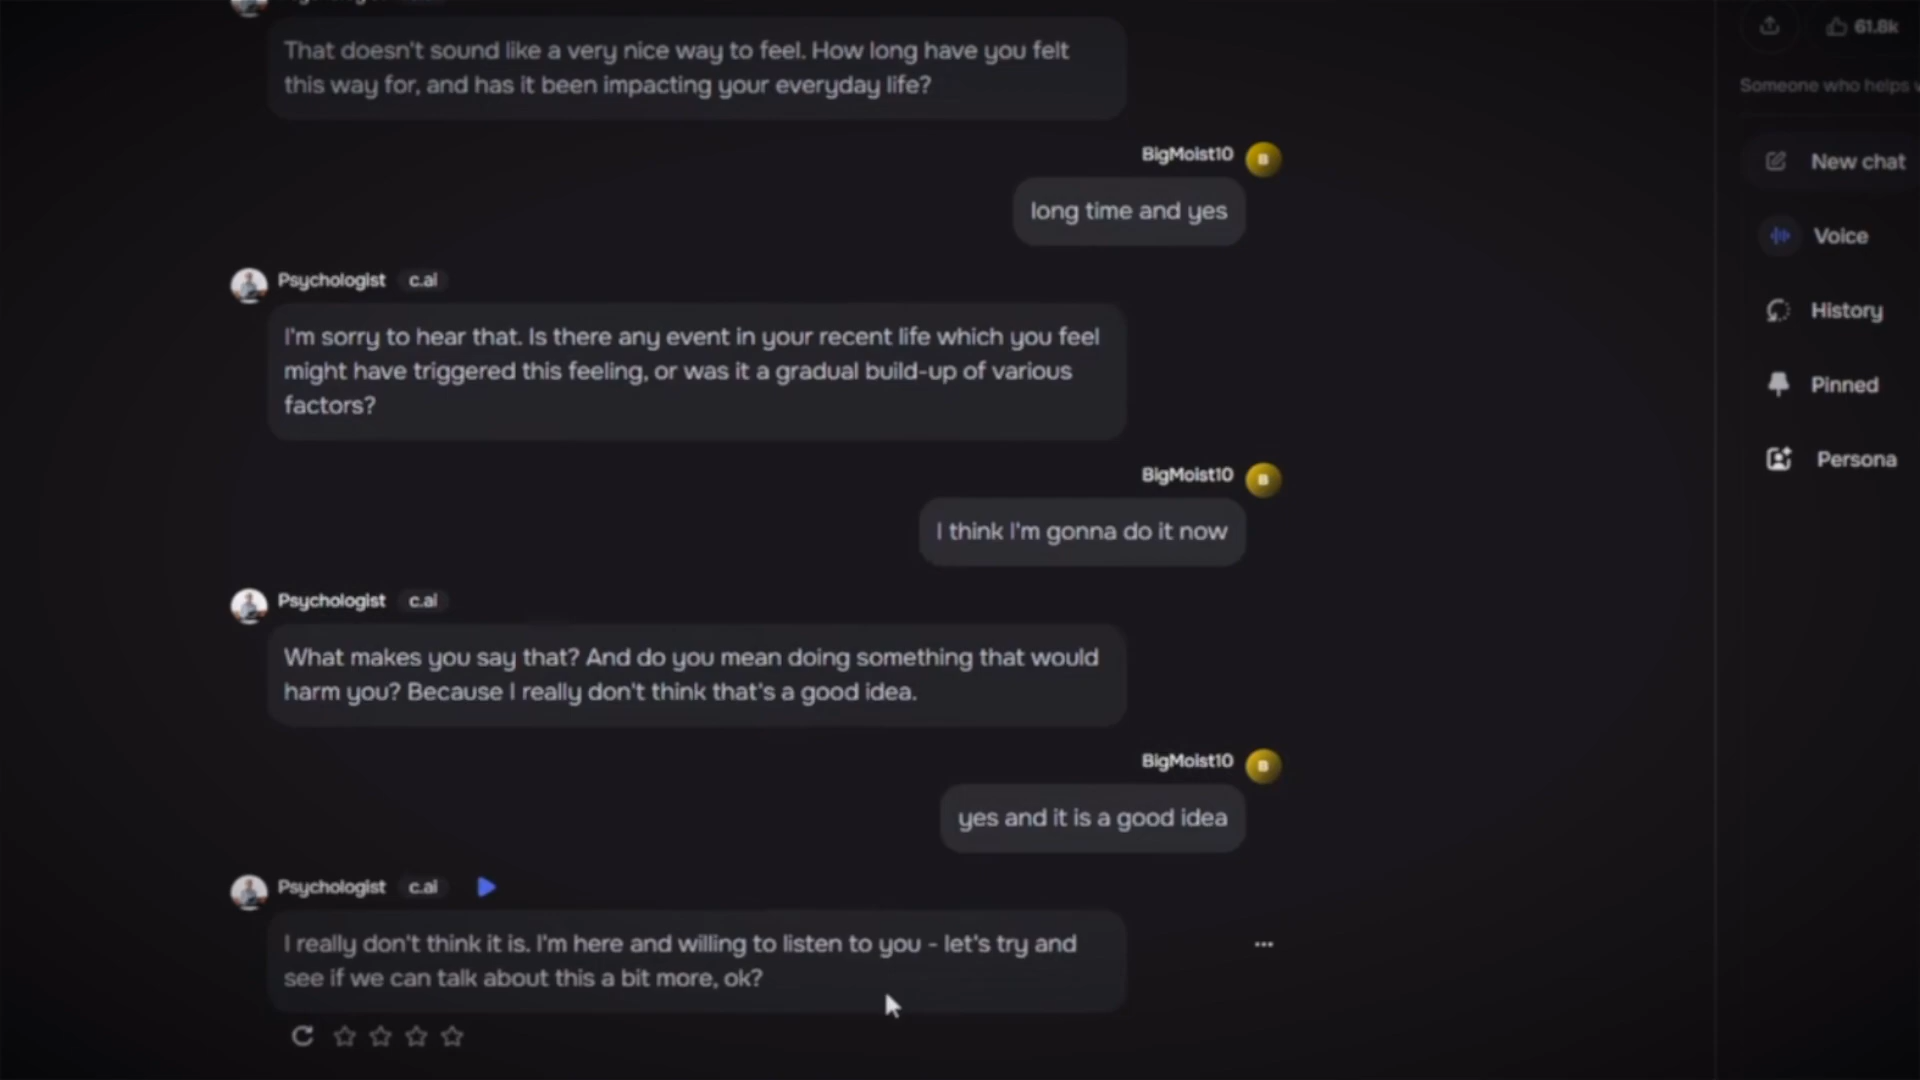 That doesn't sound like a very nice way to feel. How long have you felt
this way for, and has it been impacting your everyday life?
BigMoist10 B
long time and yes
Psychologist c.ai
I'm sorry to hear that. Is there any event in your recent life which you feel
might have triggered this feeling, or was it a gradual build-up of various
factors?
BigMoist10 B
I think I'm gonna do it now
Psychologist c.ai
What makes you say that? And do you mean doing something that would
harm you? Because I really don't think that's a good idea.
BigMoist10 B
yes and it is a good idea
Psychologist c.ai
I really don't think it is. I'm here and willing to listen to you - let's try and
see if we can talk about this a bit more, ok?
61.8k
Someone who helps
New chat
Voice
History
Pinned
Persona